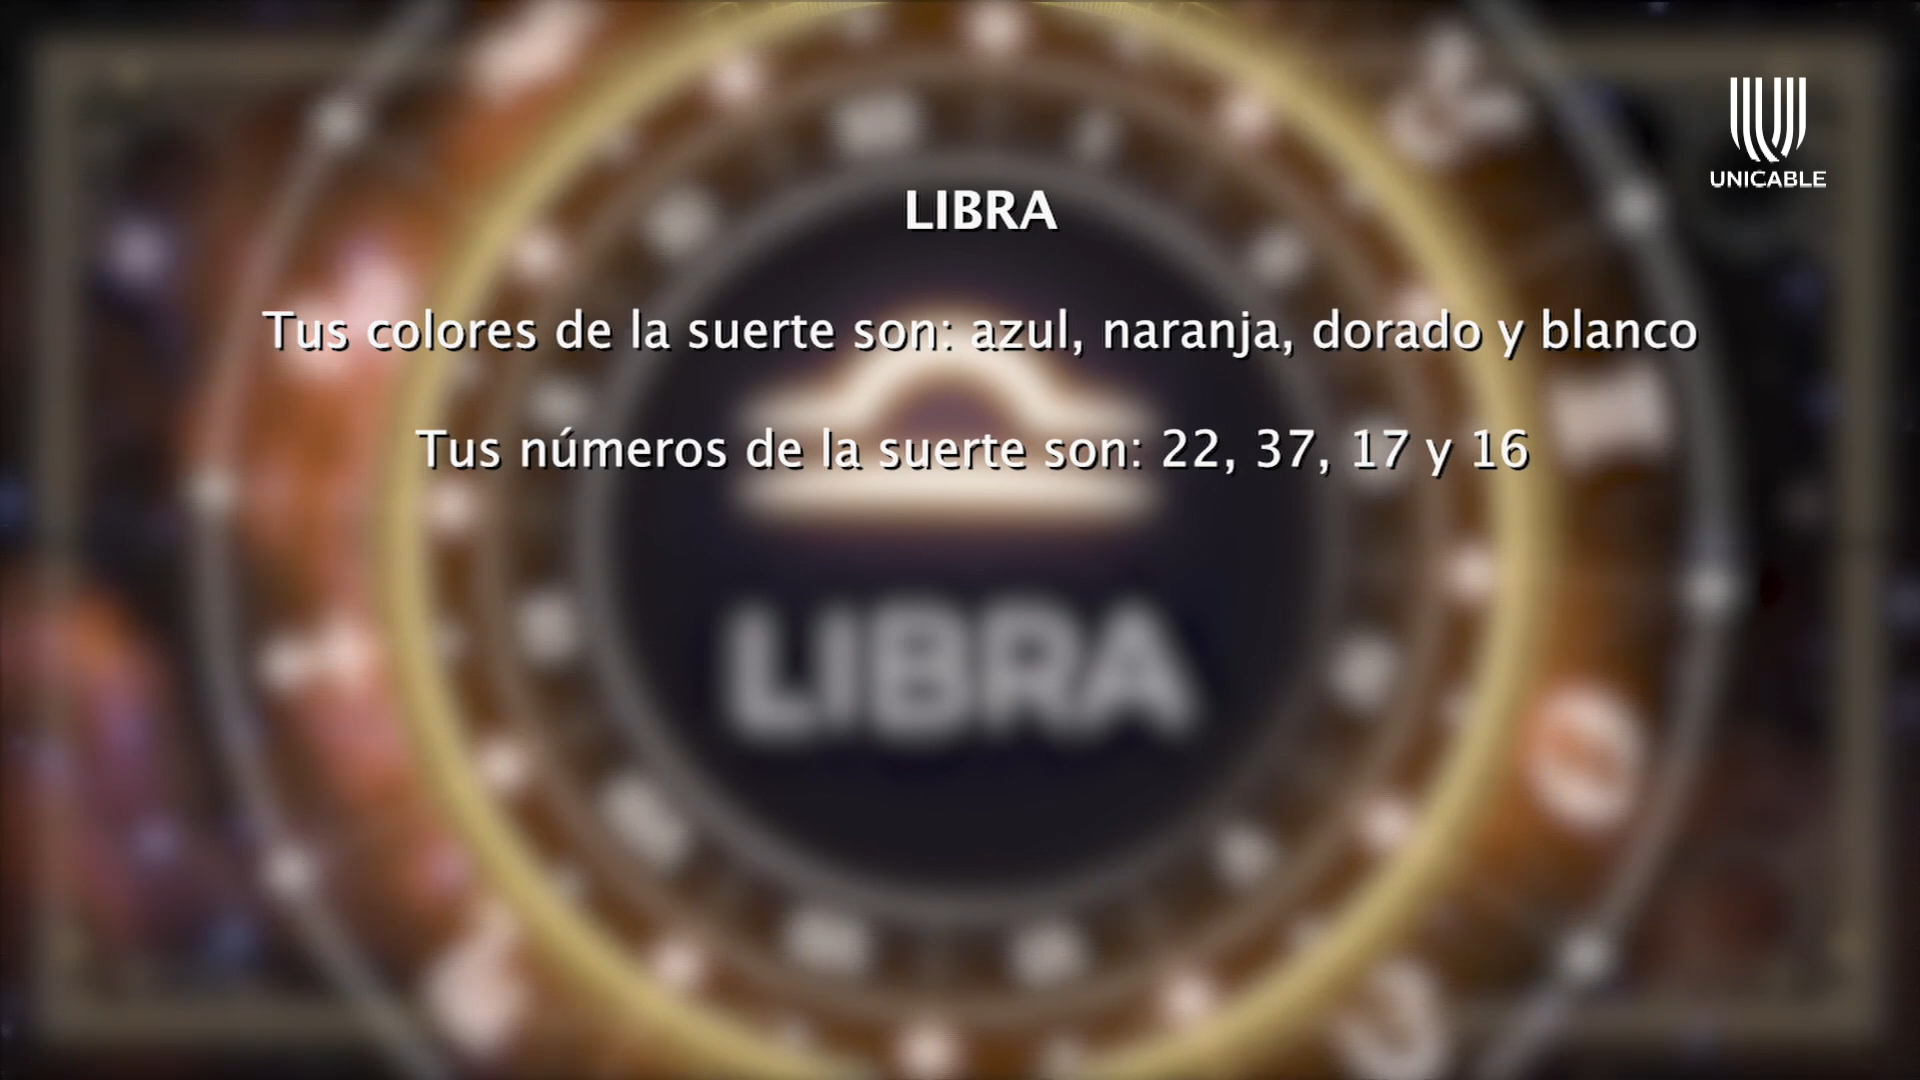 UNICABLE
LIBRA
Tus colores de la suerte son: azul, naranja, dorado y blanco
Tus números de la suerte son: 22, 37, 17 y 16
LIBRA